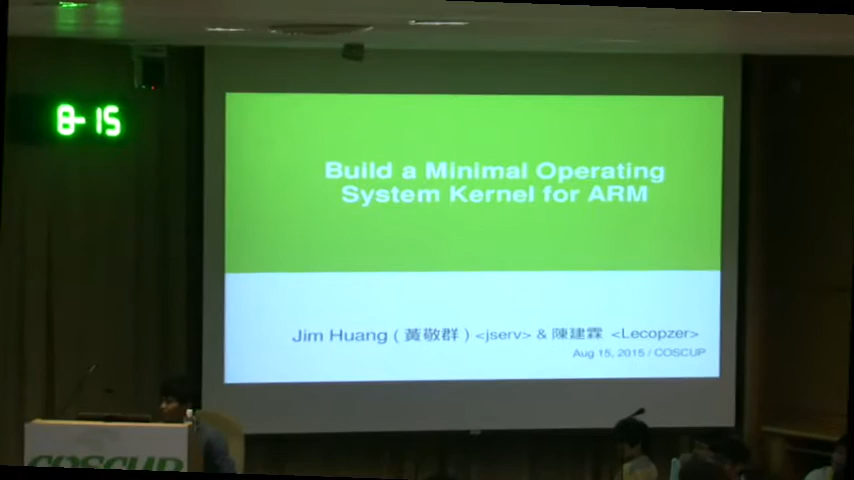 8-15
Build a Minimal Operating
System Kernel for ARM
Jim Huang ( 黃敬群 ) <jserv> & 陳建霖 <Lecopzer>
Aug 15, 2015 / COSCUP
COSCUP